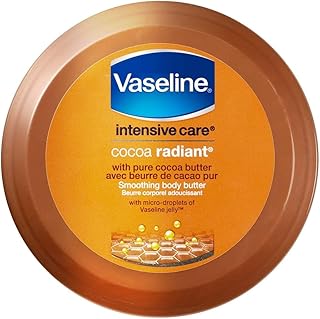 Vaseline®
intensive care®
cocoa radiant®
with pure cocoa butter
avec beurre de cacao pur
Smoothing body butter
Beurre corporel adoucissant
with micro-droplets of
Vaseline jelly™